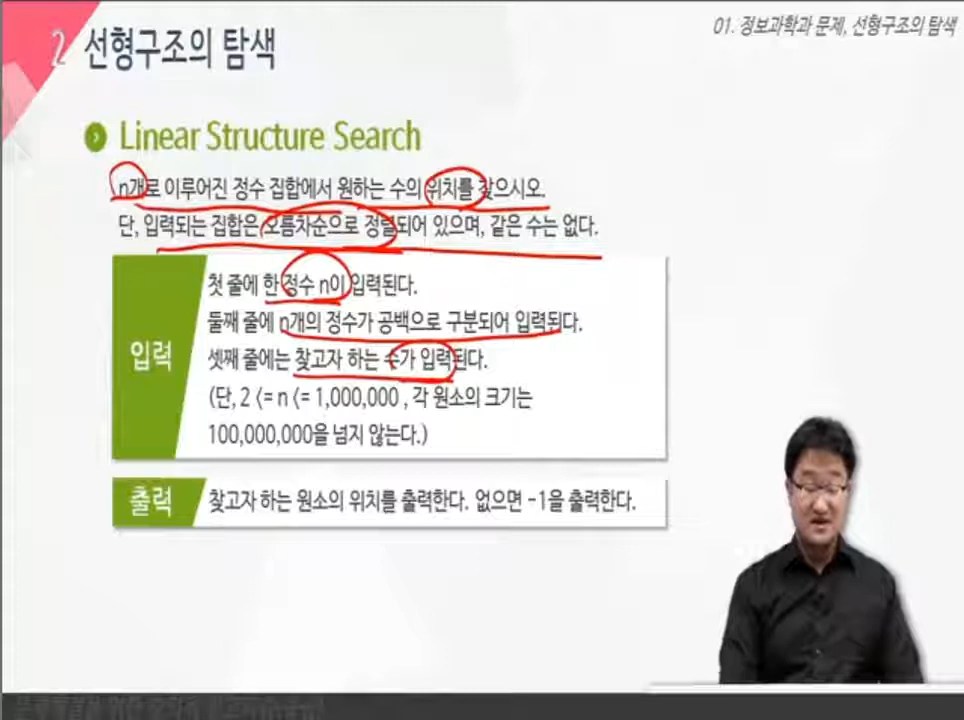 01. 정보과학과 문제, 선형구조의 탐색
2 선형구조의 탐색
Linear Structure Search
n개로 이루어진 정수 집합에서 원하는 수의 위치를 찾으시오.
단, 입력되는 집합은 오름차순으로 정렬되어 있으며, 같은 수는 없다.
입력
첫 줄에 한 정수 n이 입력된다.
둘째 줄에 n개의 정수가 공백으로 구분되어 입력된다.
셋째 줄에는 찾고자 하는 수가 입력된다.
(단, 2 <= n <= 1,000,000 , 각 원소의 크기는
100,000,000을 넘지 않는다.)
출력
찾고자 하는 원소의 위치를 출력한다. 없으면 -1을 출력한다.